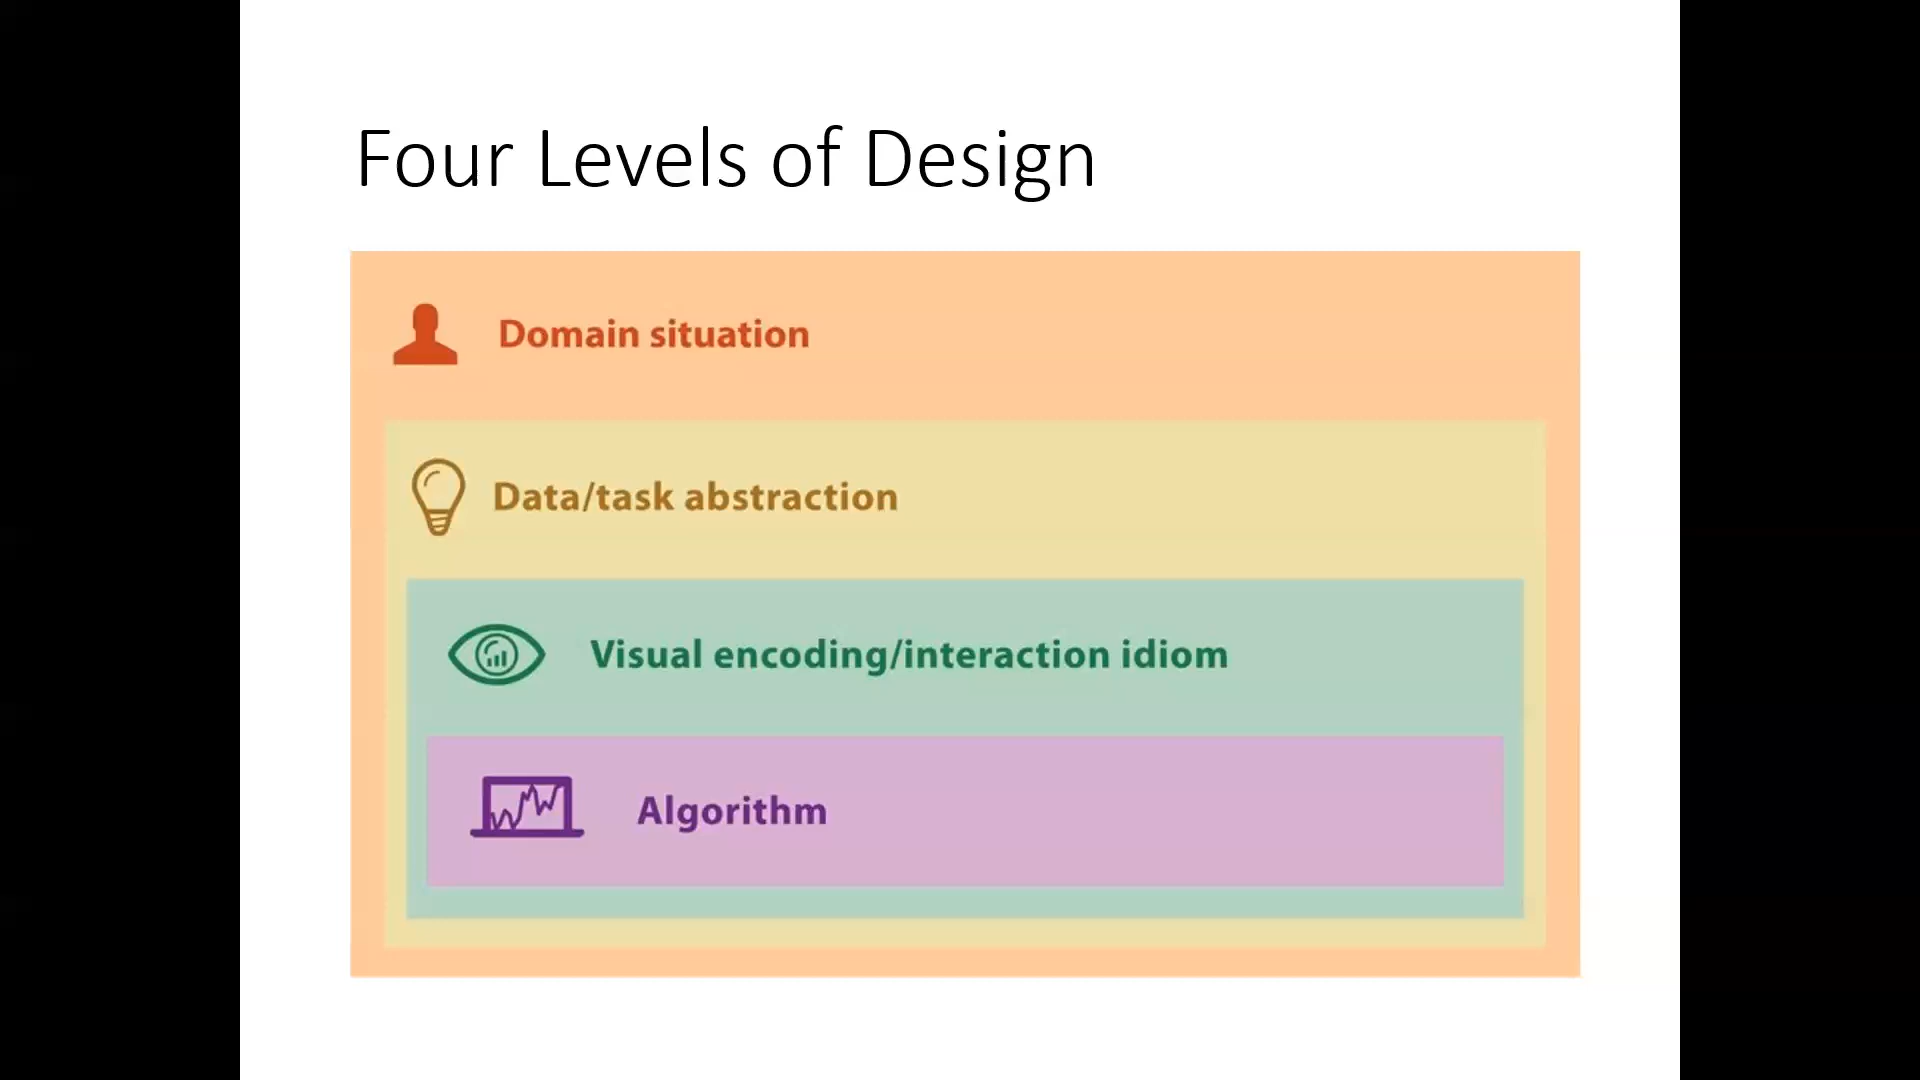 Four Levels of Design
Domain situation
Data/task abstraction
Visual encoding/interaction idiom
Algorithm